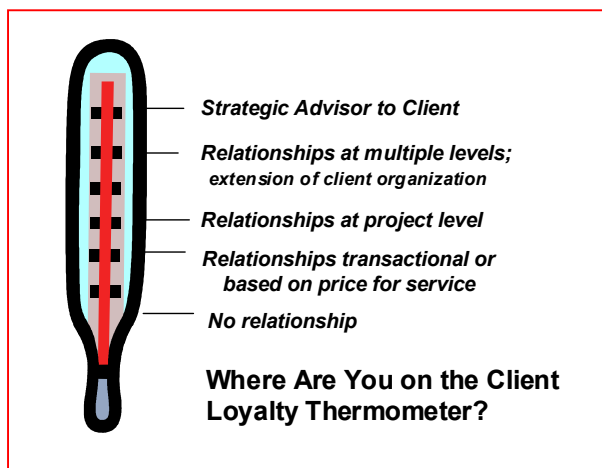 Strategic Advisor to Client
Relationships at multiple levels;
extension of client organization
Relationships at project level
Relationships transactional or
based on price for service
No relationship
Where Are You on the Client
Loyalty Thermometer?